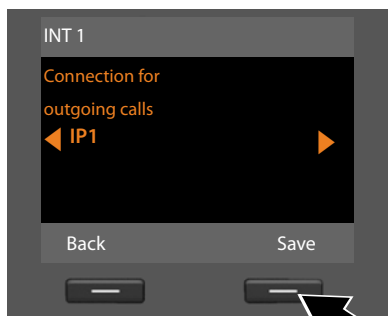 INT 1
Connection for
outgoing calls
IP1
Back Save